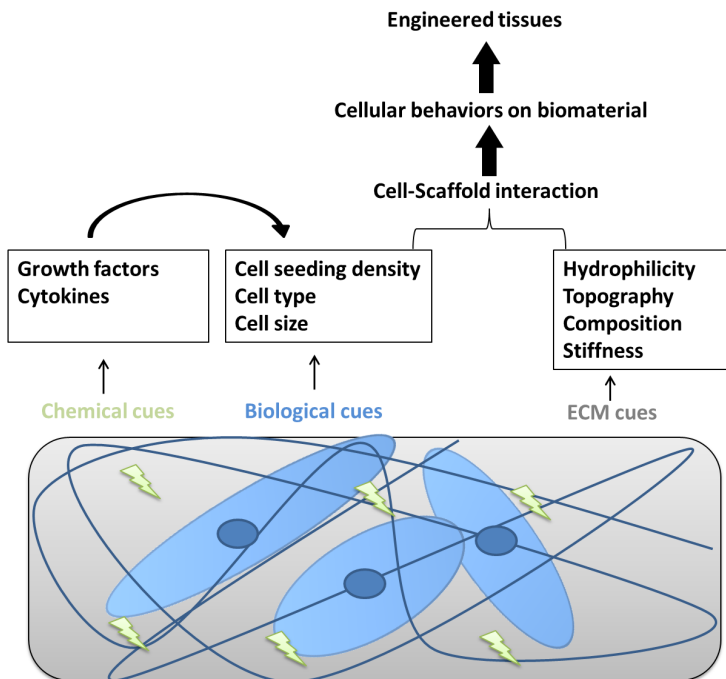 Engineered tissues
Cellular behaviors on biomaterial
Cell-Scaffold interaction
Growth factors
Cytokines
Cell seeding density
Cell type
Cell size
Hydrophilicity
Topography
Composition
Stiffness
Chemical cues
Biological cues
ECM cues